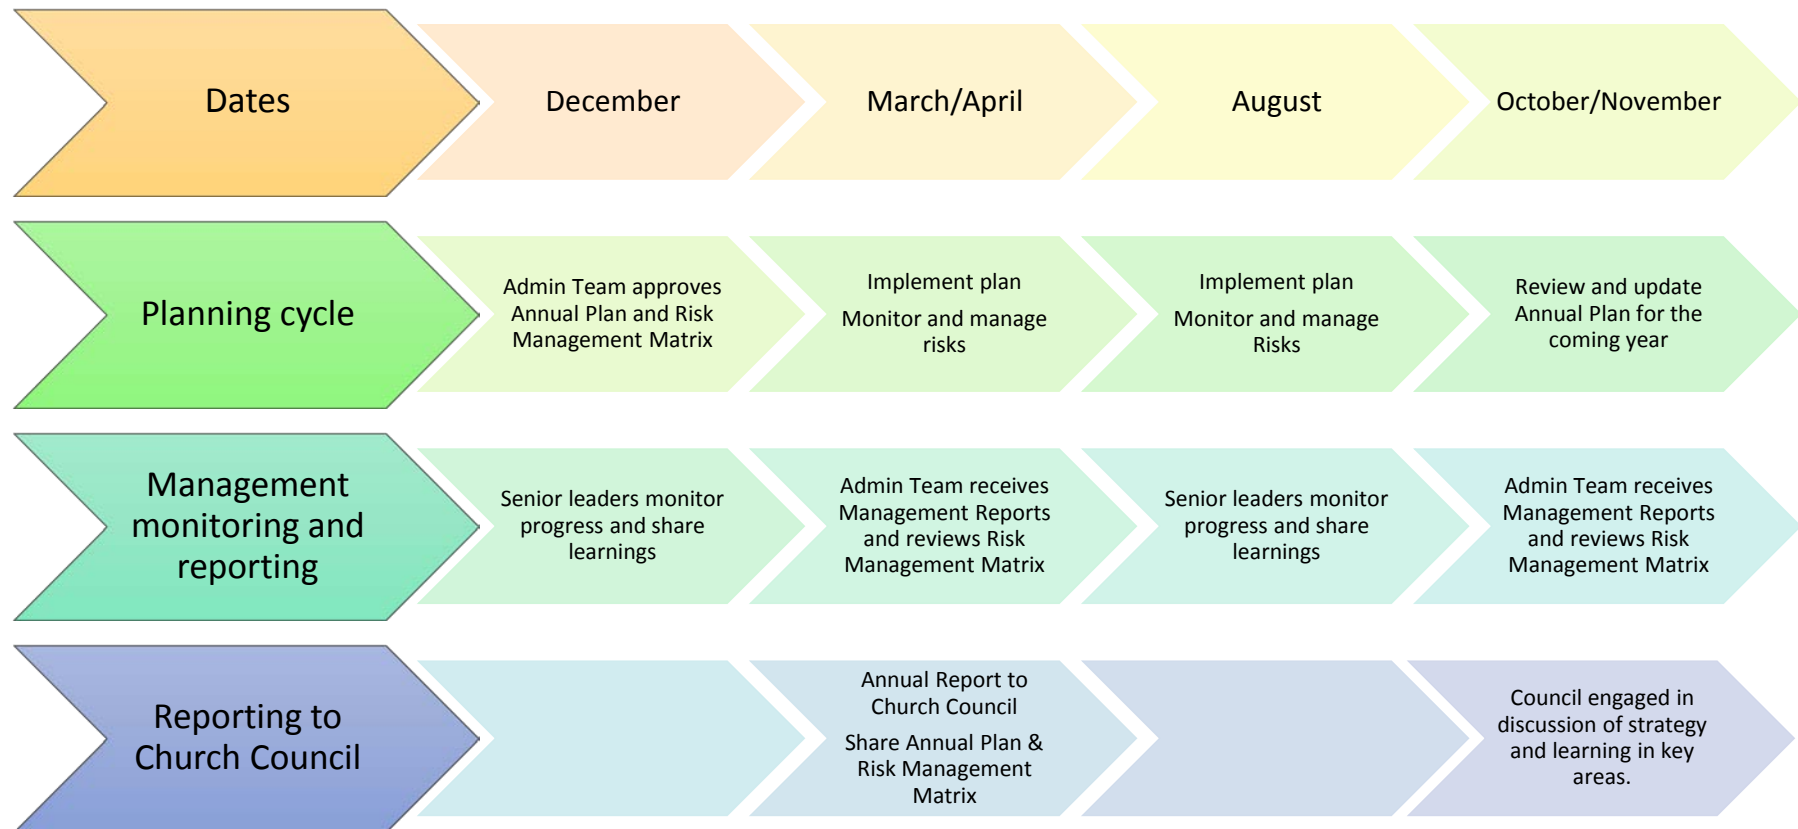 Dates
December
March/April
August
October/November
Planning cycle
Admin Team approves
Annual Plan and Risk
Management Matrix
Implement plan
Monitor and manage
risks
Implement plan
Monitor and manage
Risks
Review and update
Annual Plan for the
coming year
Management
monitoring and
reporting
Senior leaders monitor
progress and share
learnings
Admin Team receives
Management Reports
and reviews Risk
Management Matrix
Senior leaders monitor
progress and share
learnings
Admin Team receives
Management Reports
and reviews Risk
Management Matrix
Reporting to
Church Council
Annual Report to
Church Council
Share Annual Plan &
Risk Management
Matrix
Council engaged in
discussion of strategy
and learning in key
areas.